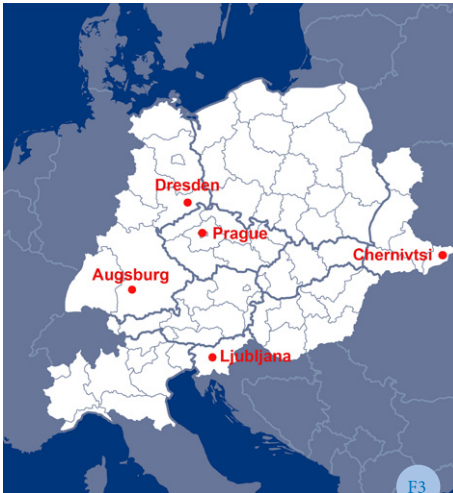 Dresden
Prague
Chernivtsi
Augsburg
Ljubljana
F3